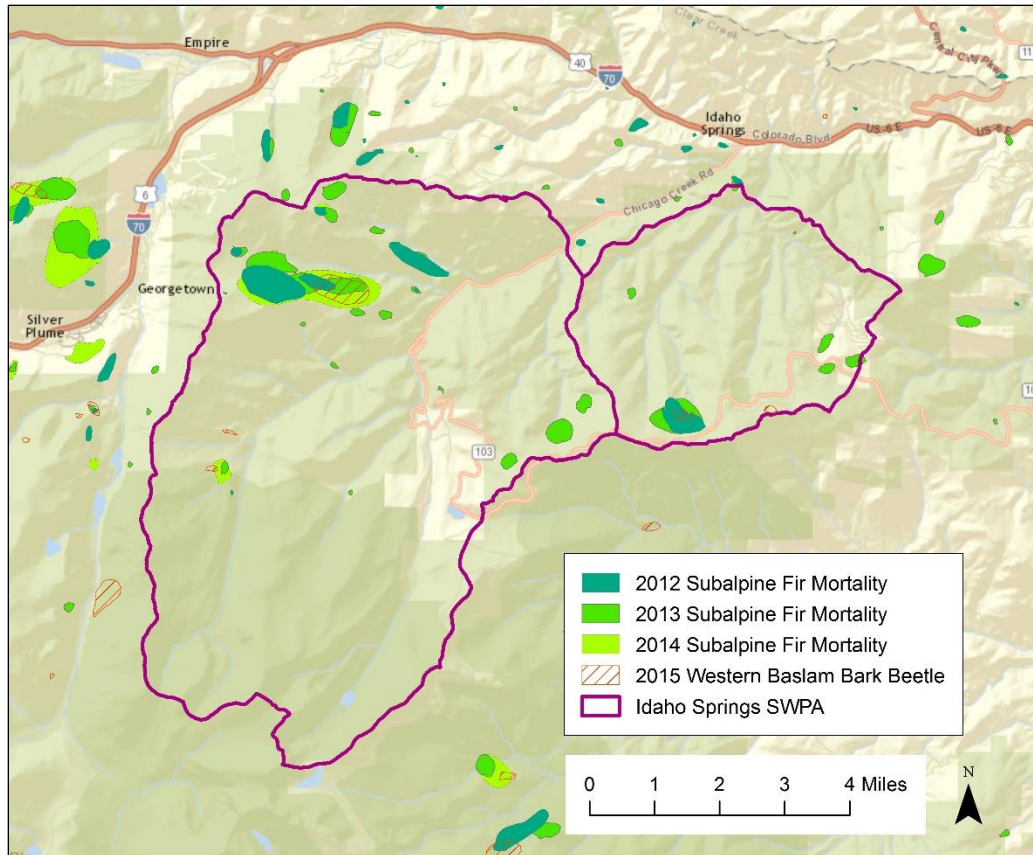 Empire
Clear Creek
Central City Pkwy
11
40
70
Idaho
Springs
Colorado Blvd
US-6 E
US-6 E
Chicago Creek Rd
6
70
Georgetown
Silver
Plume
10
103
2012 Subalpine Fir Mortality
2013 Subalpine Fir Mortality
2014 Subalpine Fir Mortality
2015 Western Baslam Bark Beetle
Idaho Springs SWPA
0 1 2 3 4 Miles
N